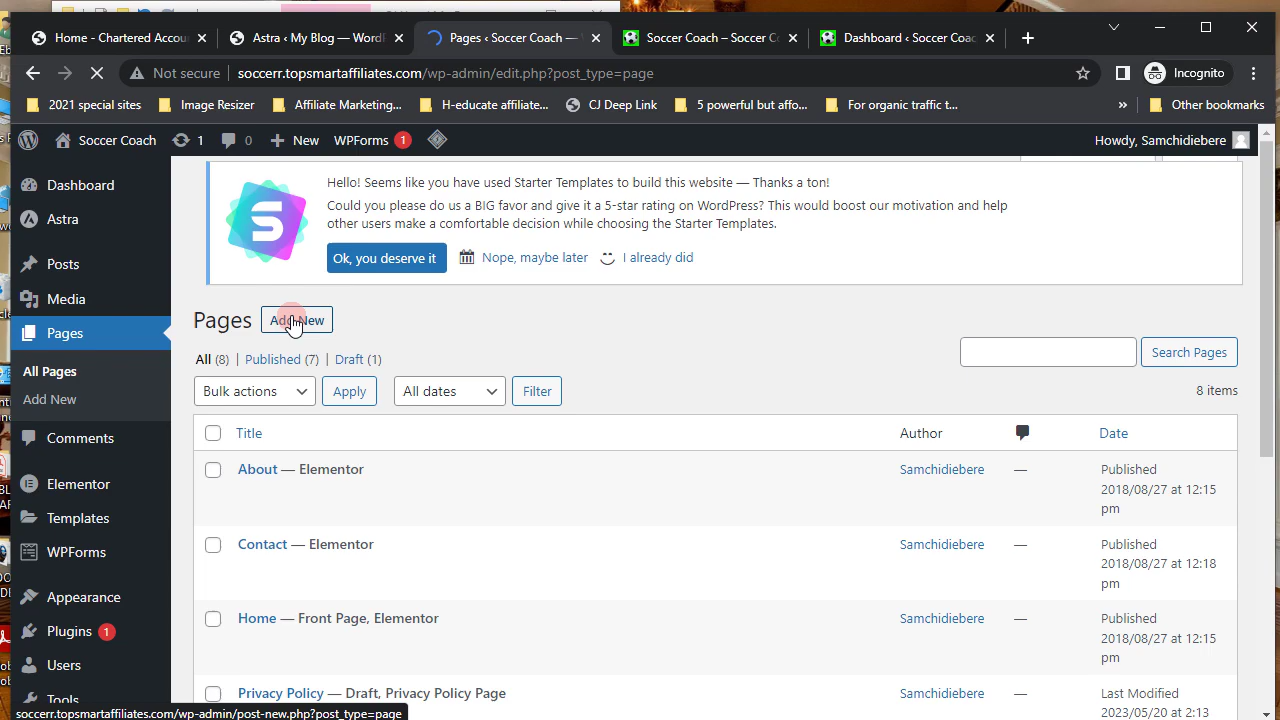 Home - Chartered Accou
Astra ‹ My Blog — WordP
Pages ‹ Soccer Coach —
Soccer Coach – Soccer C
Dashboard ‹ Soccer Coac
Not secure
soccerr.topsmartaffiliates.com/wp-admin/edit.php?post_type=page
Incognito
2021 special sites
Image Resizer
Affiliate Marketing...
H-educate affiliate...
CJ Deep Link
5 powerful but affo...
For organic traffic t...
»
Other bookmarks
Soccer Coach
1
0
New
WPForms 1
Howdy, Samchidiebere
Dashboard
Astra
Posts
Media
Pages
All Pages
Add New
Comments
Elementor
Templates
WPForms
Appearance
Plugins 1
Users
Tools
Hello! Seems like you have used Starter Templates to build this website — Thanks a ton!
Could you please do us a BIG favor and give it a 5-star rating on WordPress? This would boost our motivation and help
other users make a comfortable decision while choosing the Starter Templates.
Ok, you deserve it
Nope, maybe later
I already did
Pages
Add New
All (8) | Published (7) | Draft (1)
Search Pages
Bulk actions
Apply
All dates
Filter
8 items
Title
Author
Date
About — Elementor
Samchidiebere
—
Published
2018/08/27 at 12:15
pm
Contact — Elementor
Samchidiebere
—
Published
2018/08/27 at 12:18
pm
Home — Front Page, Elementor
Samchidiebere
—
Published
2018/08/27 at 12:15
pm
Privacy Policy — Draft, Privacy Policy Page
Samchidiebere
—
Last Modified
2023/05/20 at 2:13
soccerr.topsmartaffiliates.com/wp-admin/post-new.php?post_type=page